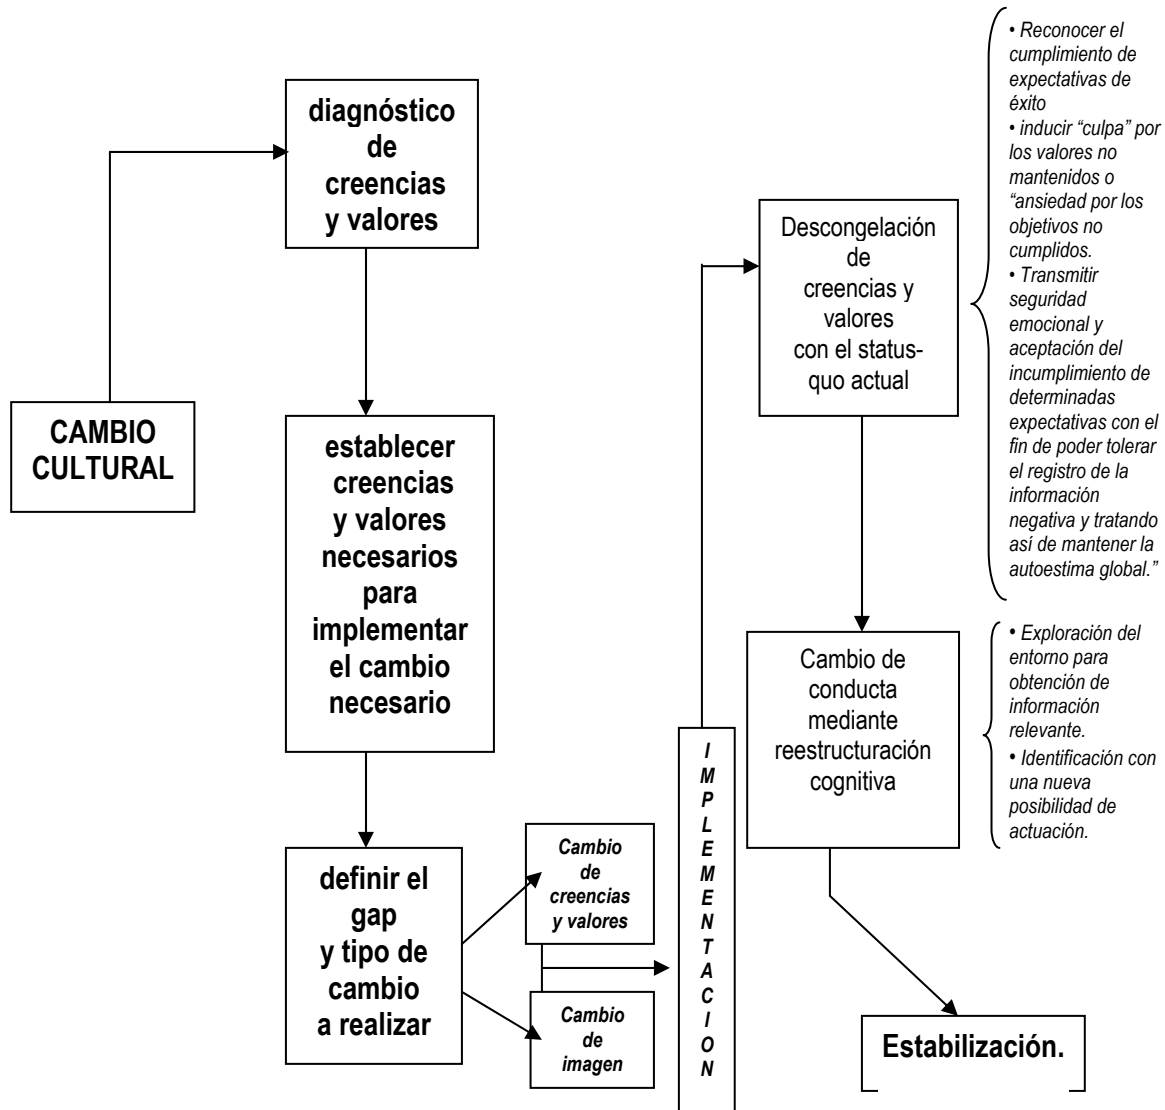 CAMBIO
CULTURAL
diagnóstico
de
creencias
y valores
establecer
creencias
y valores
necesarios
para
implementar
el cambio
necesario
definir el
gap
y tipo de
cambio
a realizar
Cambio
de
creencias
y valores
Cambio
de
imagen
I
M
P
L
E
M
E
N
T
A
C
I
O
N
Descongelación
de
creencias y
valores
con el status-
quo actual
• Reconocer el
cumplimiento de
expectativas de
éxito
• inducir “culpa” por
los valores no
mantenidos o
“ansiedad por los
objetivos no
cumplidos.
• Transmitir
seguridad
emocional y
aceptación del
incumplimiento de
determinadas
expectativas con el
fin de poder tolerar
el registro de la
información
negativa y tratando
así de mantener la
autoestima global.”
Cambio de
conducta
mediante
reestructuración
cognitiva
• Exploración del
entorno para
obtención de
información
relevante.
• Identificación con
una nueva
posibilidad de
actuación.
Estabilización.